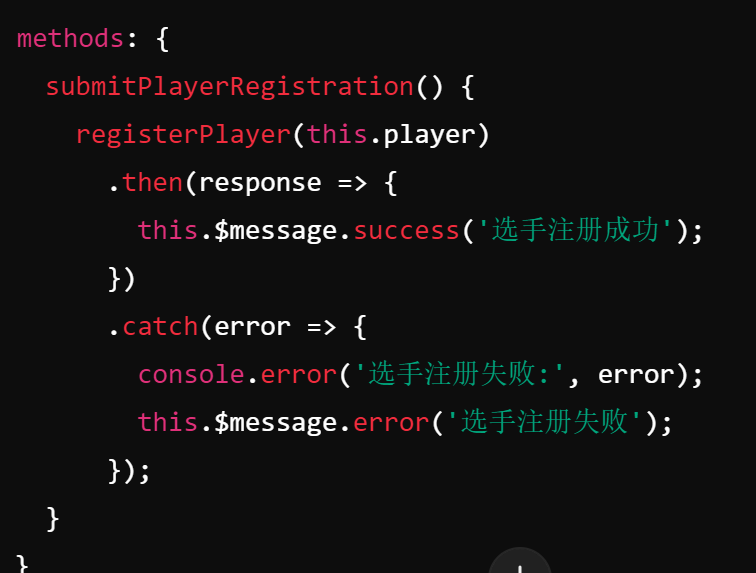 methods: {
  submitPlayerRegistration() {
    registerPlayer(this.player)
      .then(response => {
        this.$message.success('选手注册成功');
      })
      .catch(error => {
        console.error('选手注册失败:', error);
        this.$message.error('选手注册失败');
      });
  }
}